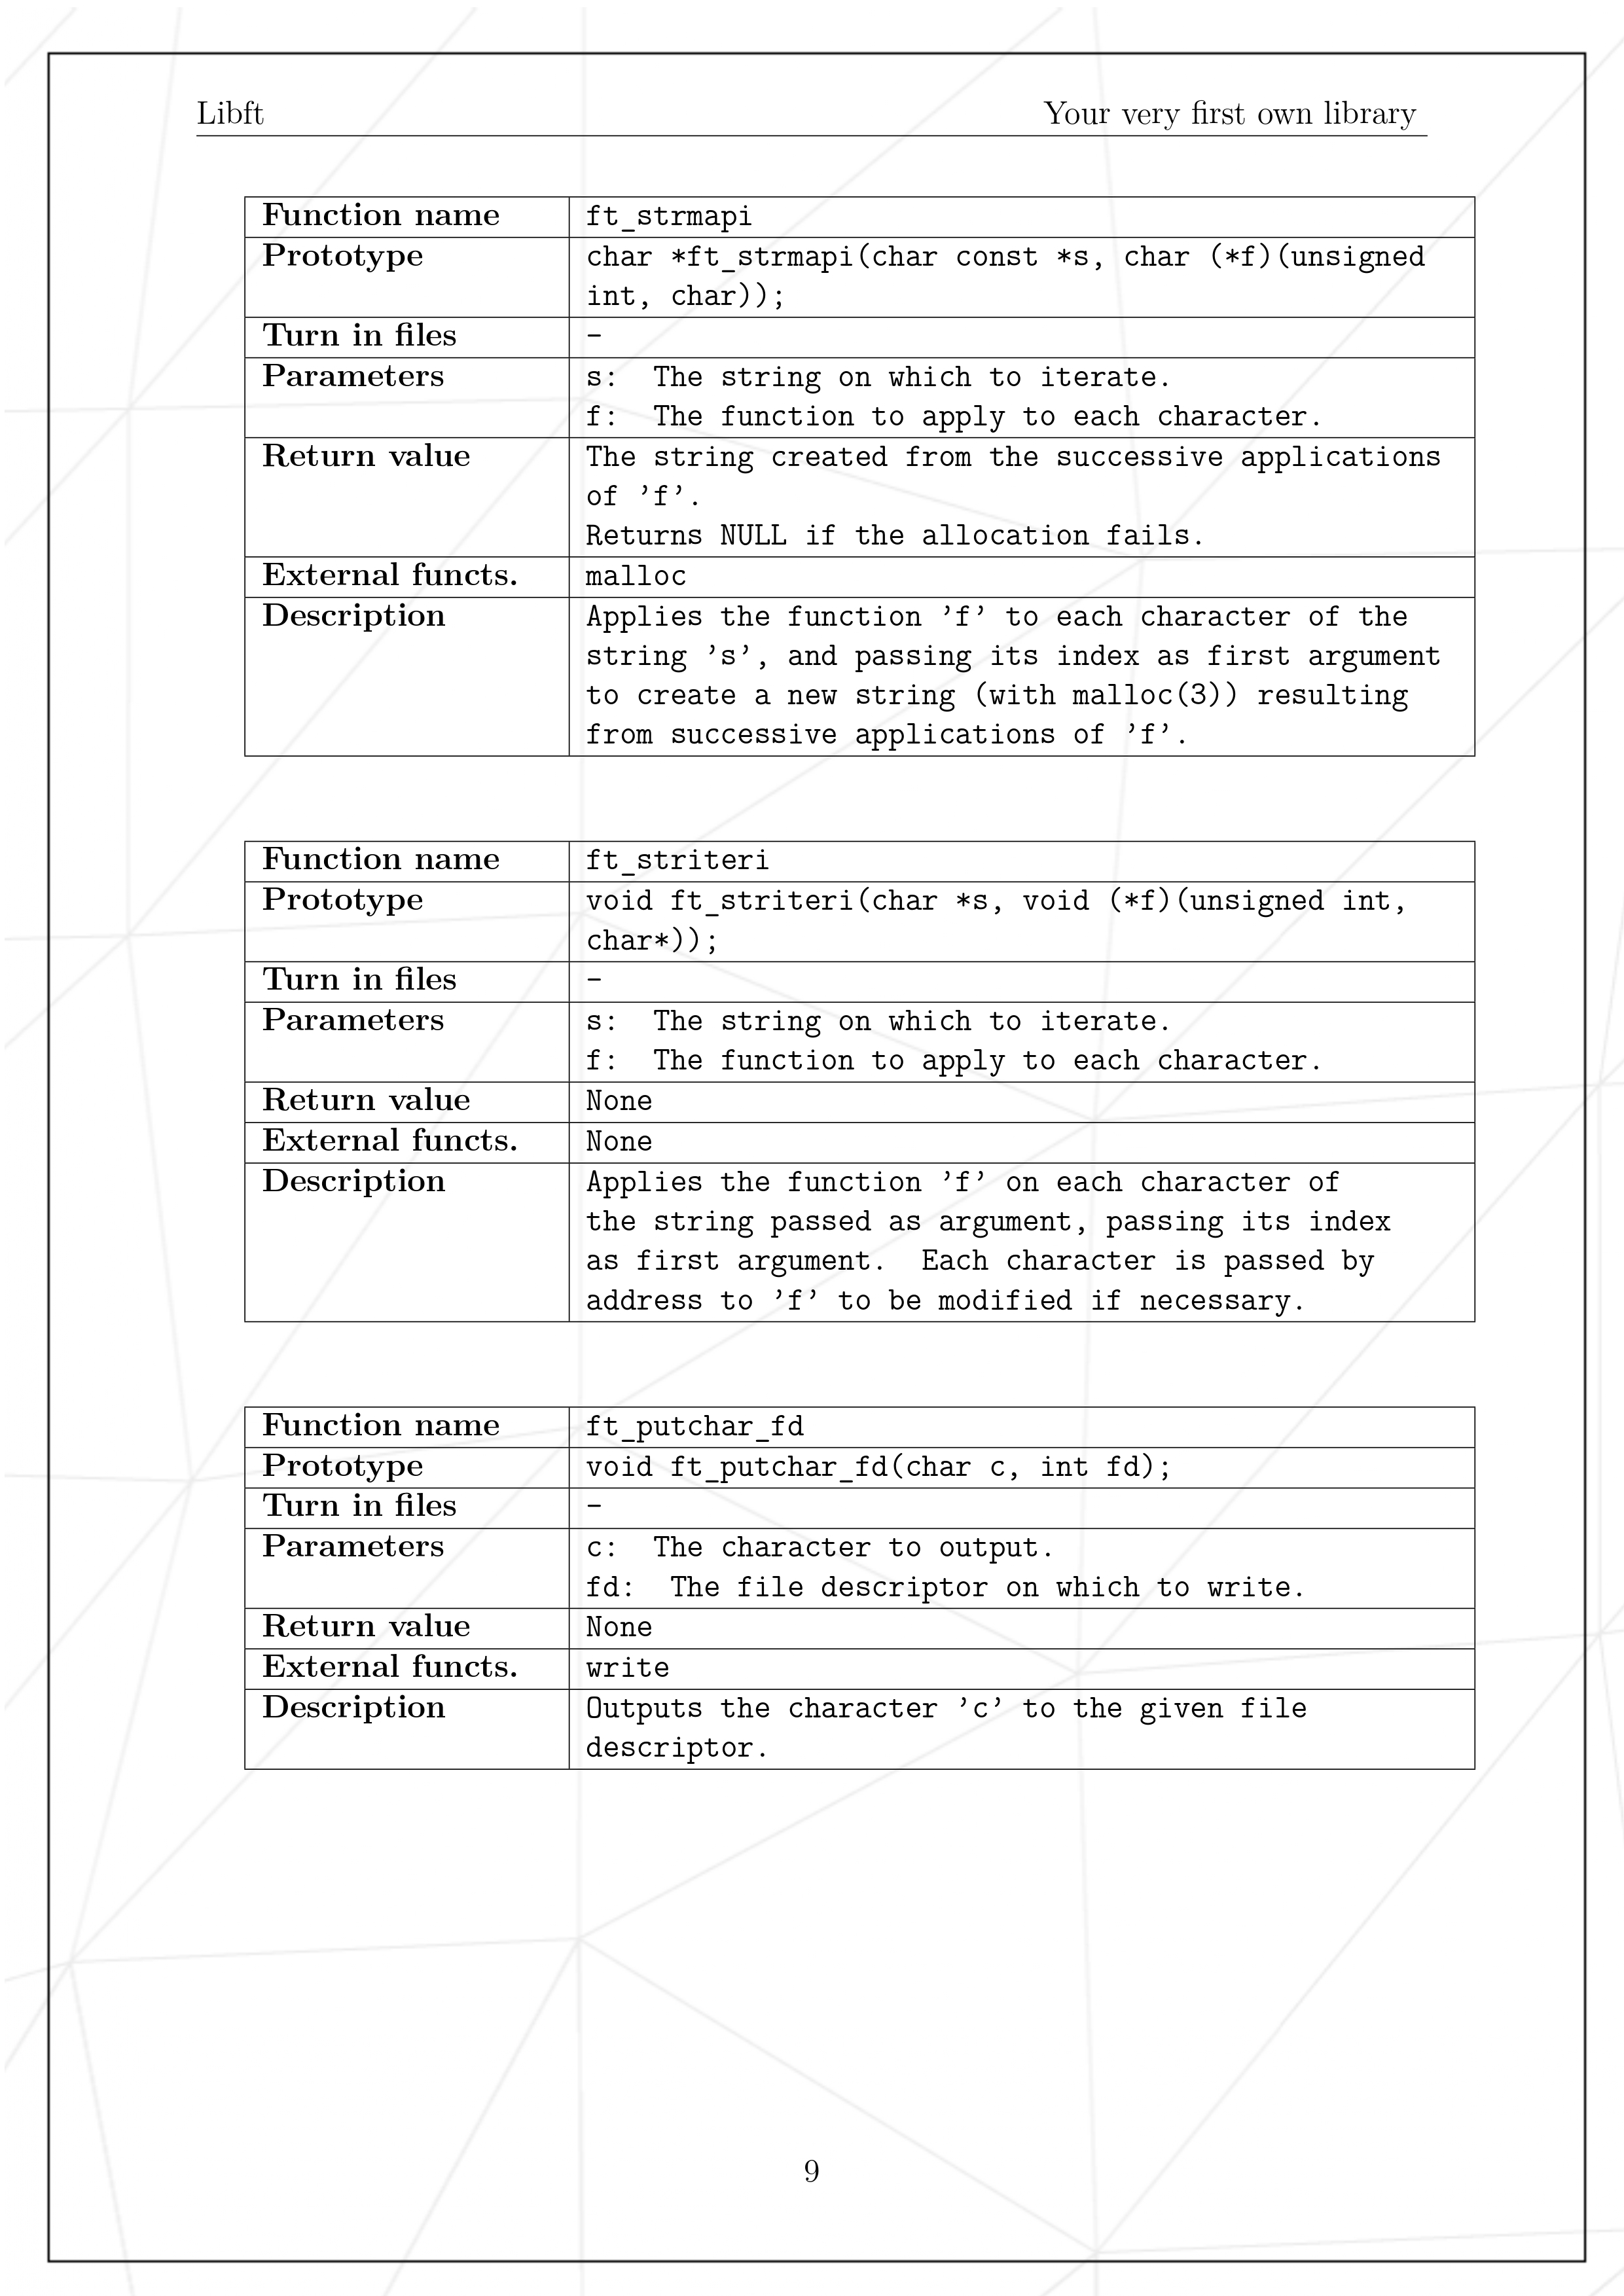 Libft Your very first own library
Function name ft_strmapi
Prototype char *ft_strmapi(char const *s, char (*f)(unsigned
int, char));
Turn in files -
Parameters s: The string on which to iterate.
f: The function to apply to each character.
Return value The string created from the successive applications
of ’f’.
Returns NULL if the allocation fails.
External functs. malloc
Description Applies the function ’f’ to each character of the
string ’s’, and passing its index as first argument
to create a new string (with malloc(3)) resulting
from successive applications of ’f’.
Function name ft_striteri
Prototype void ft_striteri(char *s, void (*f)(unsigned int,
char*));
Turn in files -
Parameters s: The string on which to iterate.
f: The function to apply to each character.
Return value None
External functs. None
Description Applies the function ’f’ on each character of
the string passed as argument, passing its index
as first argument. Each character is passed by
address to ’f’ to be modified if necessary.
Function name ft_putchar_fd
Prototype void ft_putchar_fd(char c, int fd);
Turn in files -
Parameters c: The character to output.
fd: The file descriptor on which to write.
Return value None
External functs. write
Description Outputs the character ’c’ to the given file
descriptor.
9